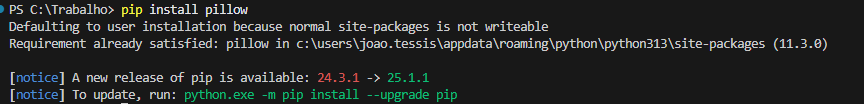 PS C:\Trabalho> pip install pillow
Defaulting to user installation because normal site-packages is not writeable
Requirement already satisfied: pillow in c:\users\joao.tessis\appdata\roaming\python\python313\site-packages (11.3.0)
[notice] A new release of pip is available: 24.3.1 -> 25.1.1
[notice] To update, run: python.exe -m pip install --upgrade pip